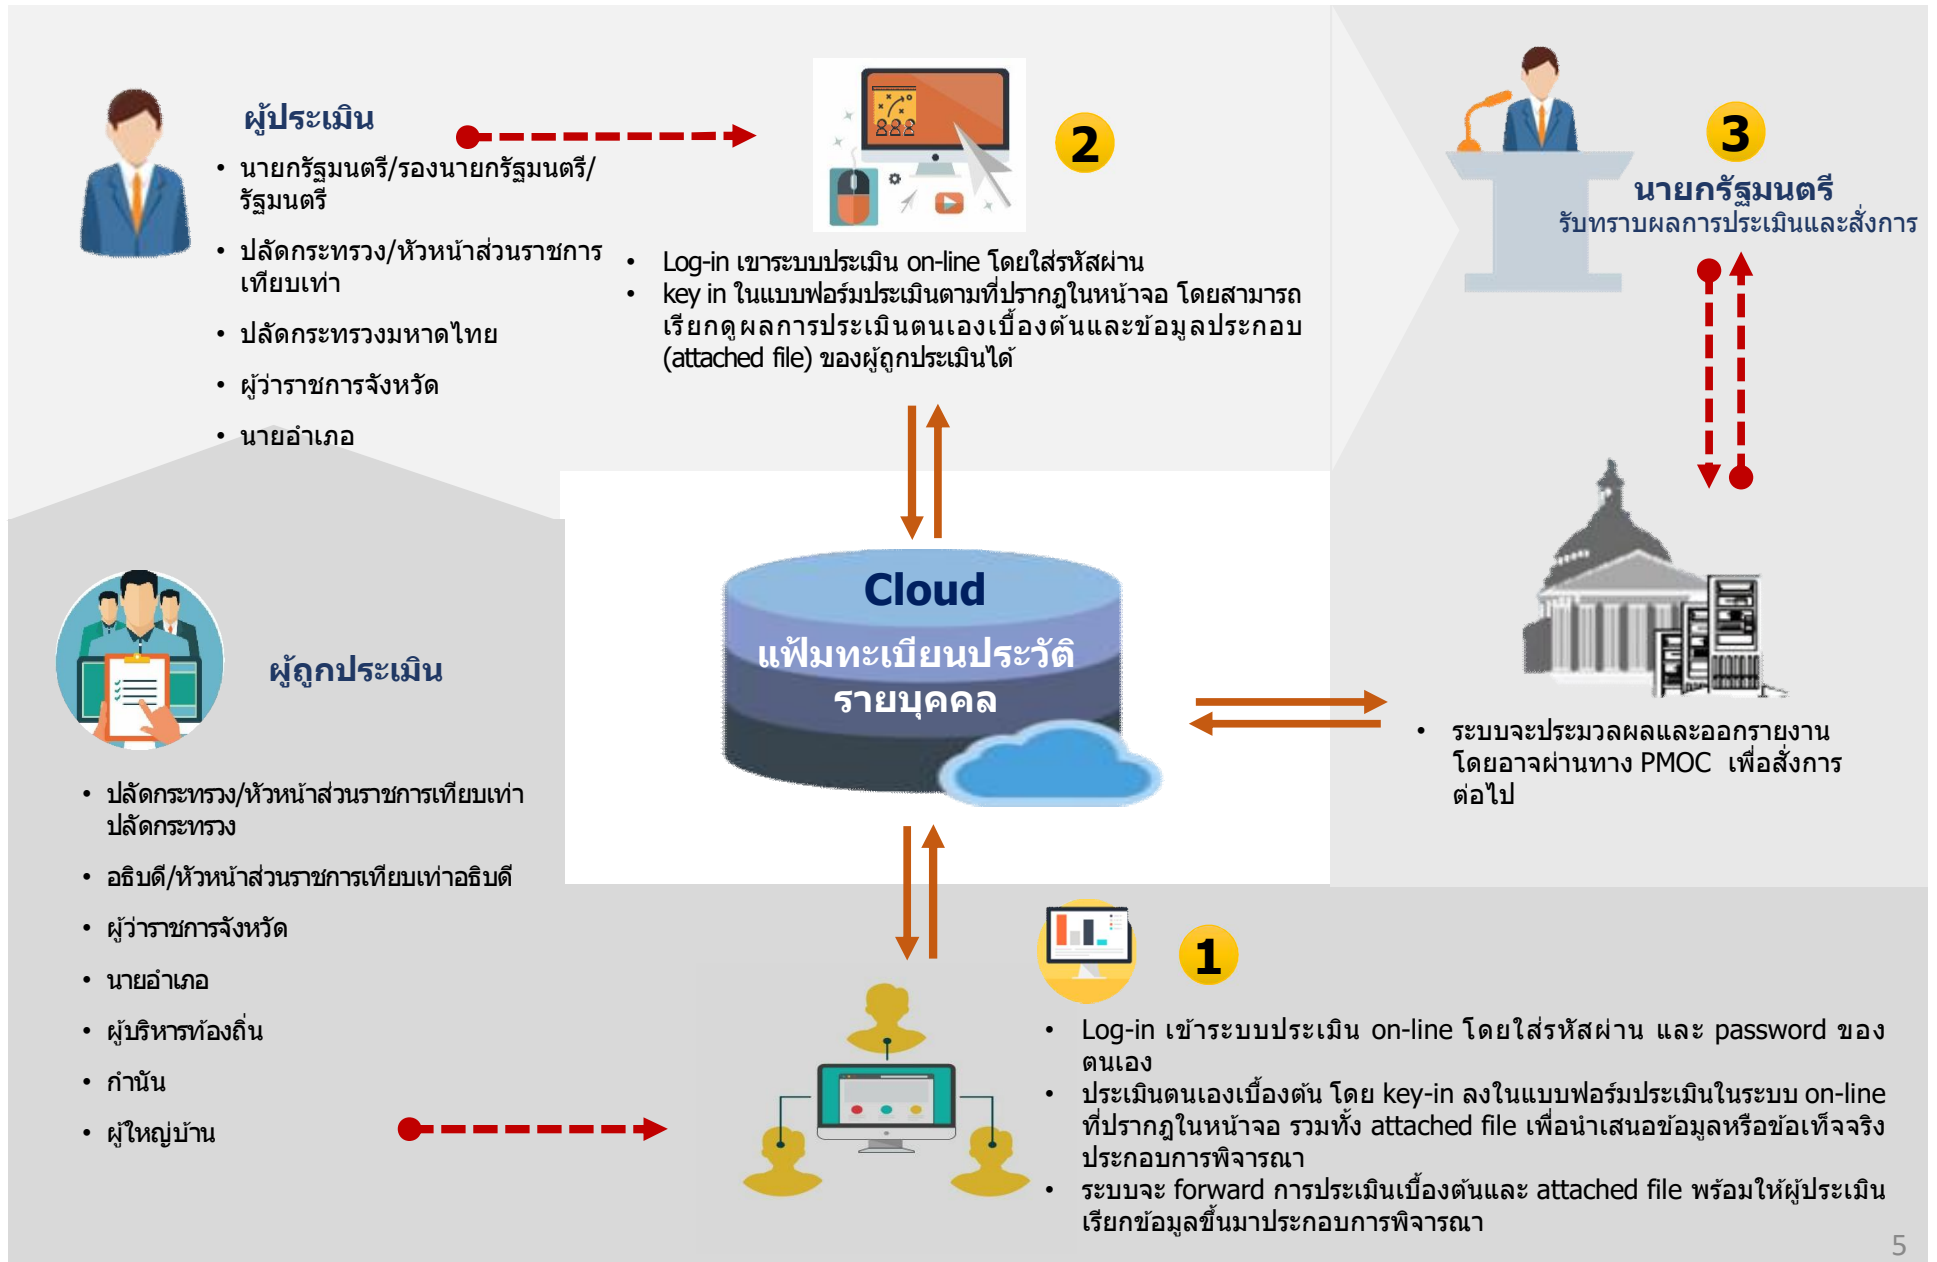 ผู้ประเมิน
• นายกรัฐมนตรี/รองนายกรัฐมนตรี/
รัฐมนตรี
• ปลัดกระทรวง/หัวหน้าส่วนราชการ
เทียบเท่า
• ปลัดกระทรวงมหาดไทย
• ผู้ว่าราชการจังหวัด
• นายอำเภอ
2
• Log-in เขาระบบประเมิน on-line โดยใส่รหัสผ่าน
• key in ในแบบฟอร์มประเมินตามที่ปรากฎในหน้าจอ โดยสามารถ
เรียกดูผลการประเมินตนเองเบื้องต้นและข้อมูลประกอบ
(attached file) ของผู้ถูกประเมินได้
3
นายกรัฐมนตรี
รับทราบผลการประเมินและสั่งการ
Cloud
แฟ้มทะเบียนประวัติ
รายบุคคล
• ระบบจะประมวลผลและออกรายงาน
โดยอาจผ่านทาง PMOC เพื่อสั่งการ
ต่อไป
ผู้ถูกประเมิน
• ปลัดกระทรวง/หัวหน้าส่วนราชการเทียบเท่า
ปลัดกระทรวง
• อธิบดี/หัวหน้าส่วนราชการเทียบเท่าอธิบดี
• ผู้ว่าราชการจังหวัด
• นายอำเภอ
• ผู้บริหารท้องถิ่น
• กำนัน
• ผู้ใหญ่บ้าน
1
• Log-in เข้าระบบประเมิน on-line โดยใส่รหัสผ่าน และ password ของ
ตนเอง
• ประเมินตนเองเบื้องต้น โดย key-in ลงในแบบฟอร์มประเมินในระบบ on-line
ที่ปรากฎในหน้าจอ รวมทั้ง attached file เพื่อนำเสนอข้อมูลหรือข้อเท็จจริง
ประกอบการพิจารณา
• ระบบจะ forward การประเมินเบื้องต้นและ attached file พร้อมให้ผู้ประเมิน
เรียกข้อมูลขึ้นมาประกอบการพิจารณา
5